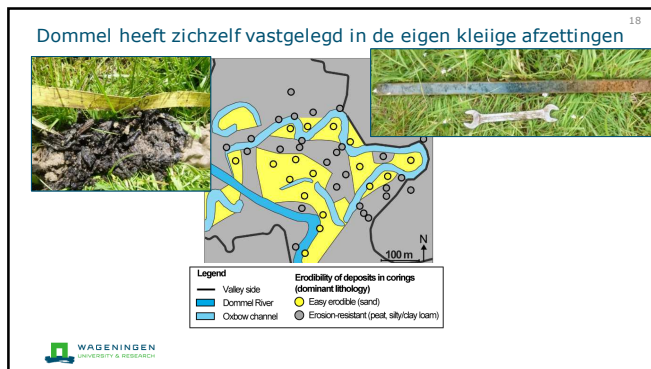 18
Dommel heeft zichzelf vastgelegd in de eigen kleiige afzettingen
100 m
N
Legend
Valley side
Dommel River
Oxbow channel
Erodibility of deposits in corings
(dominant lithology)
Easy erodible (sand)
Erosion-resistant (peat, silty/clay loam)
WAGENINGEN
UNIVERSITY & RESEARCH